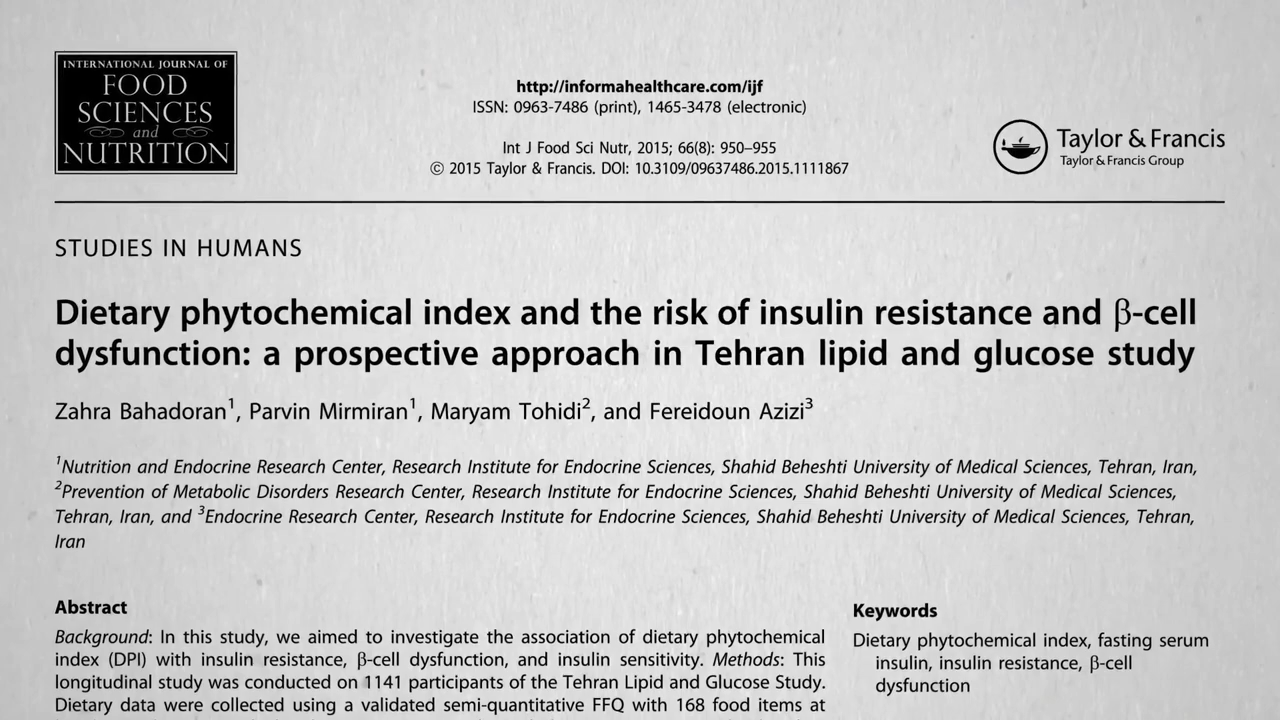 INTERNATIONAL JOURNAL OF
FOOD
SCIENCES
and
NUTRITION
http://informahealthcare.com/ijf
ISSN: 0963-7486 (print), 1465-3478 (electronic)
Int J Food Sci Nutr, 2015; 66(8): 950–955
© 2015 Taylor & Francis. DOI: 10.3109/09637486.2015.1111867
Taylor & Francis
Taylor & Francis Group
STUDIES IN HUMANS
Dietary phytochemical index and the risk of insulin resistance and β-cell
dysfunction: a prospective approach in Tehran lipid and glucose study
Zahra Bahadoran1, Parvin Mirmiran1, Maryam Tohidi2, and Fereidoun Azizi3
1Nutrition and Endocrine Research Center, Research Institute for Endocrine Sciences, Shahid Beheshti University of Medical Sciences, Tehran, Iran,
2Prevention of Metabolic Disorders Research Center, Research Institute for Endocrine Sciences, Shahid Beheshti University of Medical Sciences,
Tehran, Iran, and 3Endocrine Research Center, Research Institute for Endocrine Sciences, Shahid Beheshti University of Medical Sciences, Tehran,
Iran
Abstract
Background: In this study, we aimed to investigate the association of dietary phytochemical
index (DPI) with insulin resistance, β-cell dysfunction, and insulin sensitivity. Methods: This
longitudinal study was conducted on 1141 participants of the Tehran Lipid and Glucose Study.
Dietary data were collected using a validated semi-quantitative FFQ with 168 food items at
Keywords
Dietary phytochemical index, fasting serum
insulin, insulin resistance, β-cell
dysfunction